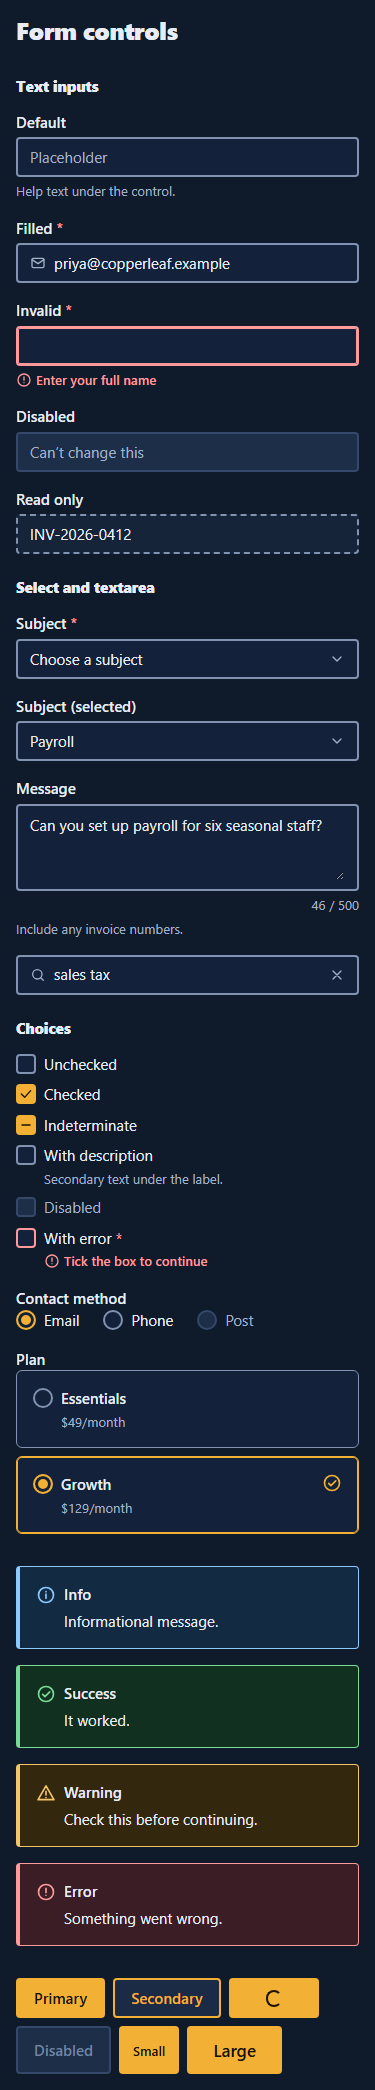 Form controls
Text inputs
Default
Placeholder
Help text under the control.
Filled *
priya@copperleaf.example
Invalid *
Enter your full name
Disabled
Can't change this
Read only
INV-2026-0412
Select and textarea
Subject *
Choose a subject
Subject (selected)
Payroll
Message
Can you set up payroll for six seasonal staff?
46 / 500
Include any invoice numbers.
sales tax
Choices
Unchecked
Checked
Indeterminate
With description
Secondary text under the label.
Disabled
With error *
Tick the box to continue
Contact method
Email Phone Post
Plan
Essentials
$49/month
Growth
$129/month
Info
Informational message.
Success
It worked.
Warning
Check this before continuing.
Error
Something went wrong.
Primary Secondary
Disabled Small Large